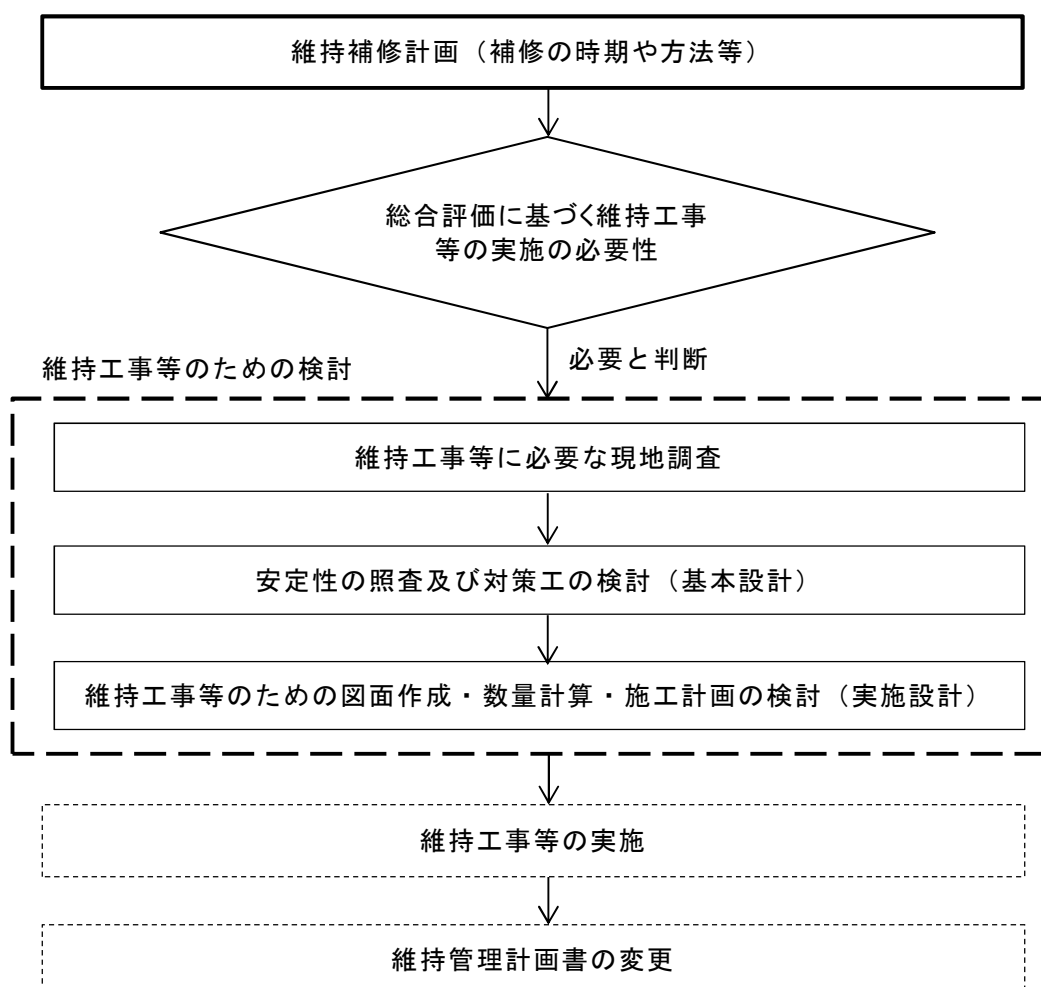 維持補修計画（補修の時期や方法等）
総合評価に基づく維持工事
等の実施の必要性
必要と判断
維持工事等のための検討
維持工事等に必要な現地調査
安定性の照査及び対策工の検討（基本設計）
維持工事等のための図面作成・数量計算・施工計画の検討（実施設計）
維持工事等の実施
維持管理計画書の変更